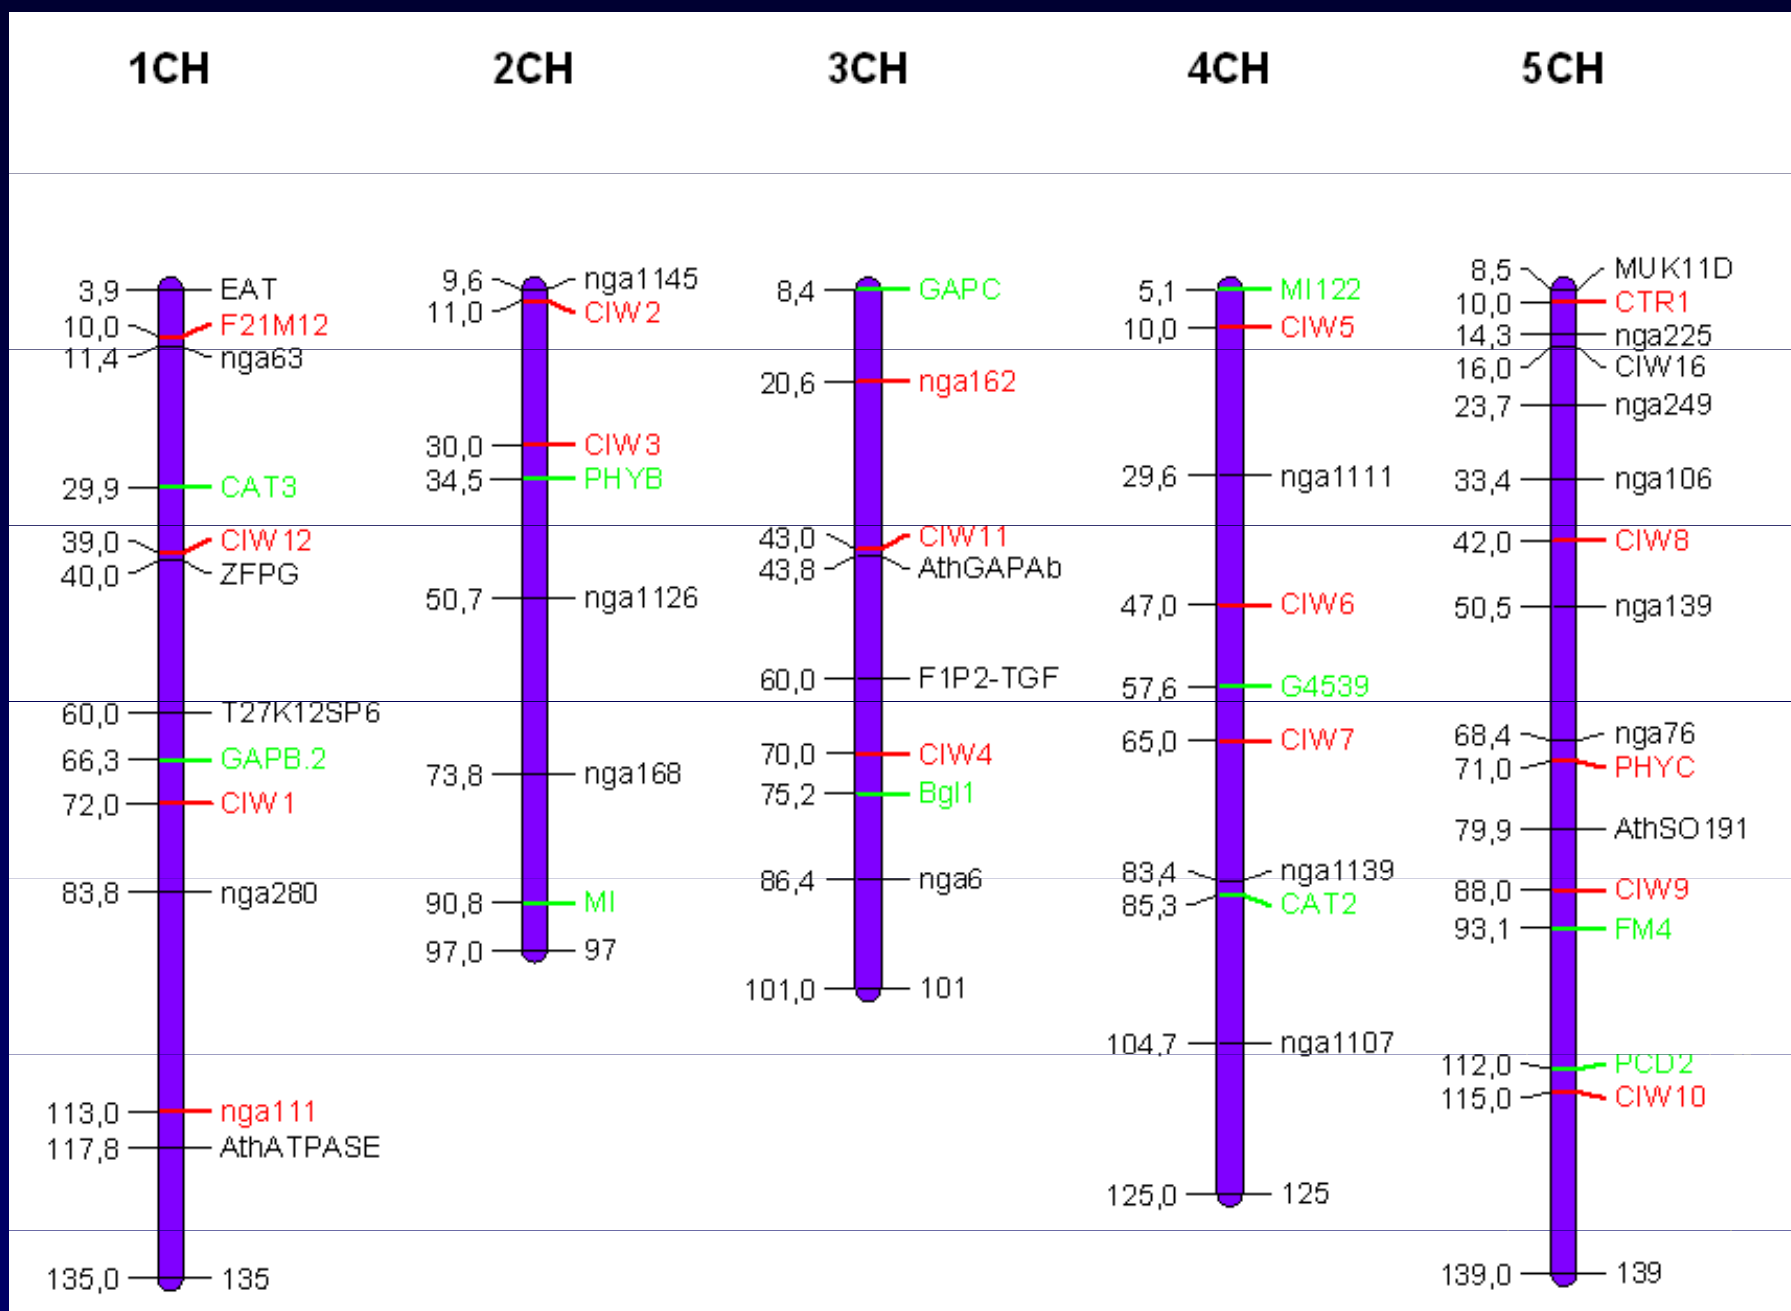 1CH
2CH
3CH
4CH
5CH
3,9 EAT
10,0 F21M12
11,4 nga63
29,9 CAT3
39,0 CIW12
40,0 ZFPG
60,0 T27K12SP6
66,3 GAPB.2
72,0 CIW1
83,8 nga280
113,0 nga111
117,8 AthATPASE
135,0 135
9,6 nga1145
11,0 CIW2
30,0 CIW3
34,5 PHYB
50,7 nga1126
73,8 nga168
90,8 MI
97,0 97
8,4 GAPC
20,6 nga162
43,0 CIW11
43,8 AthGAPAb
60,0 F1P2-TGF
70,0 CIW4
75,2 Bgl1
86,4 nga6
101,0 101
5,1 MI122
10,0 CIW5
29,6 nga1111
47,0 CIW6
57,6 G4539
65,0 CIW7
83,4 nga1139
85,3 CAT2
104,7 nga1107
125,0 125
8,5 MUK11D
10,0 CTR1
14,3 nga225
16,0 CIW16
23,7 nga249
33,4 nga106
42,0 CIW8
50,5 nga139
68,4 nga76
71,0 PHYC
79,9 AthSO191
88,0 CIW9
93,1 FM4
112,0 PCD2
115,0 CIW10
139,0 139